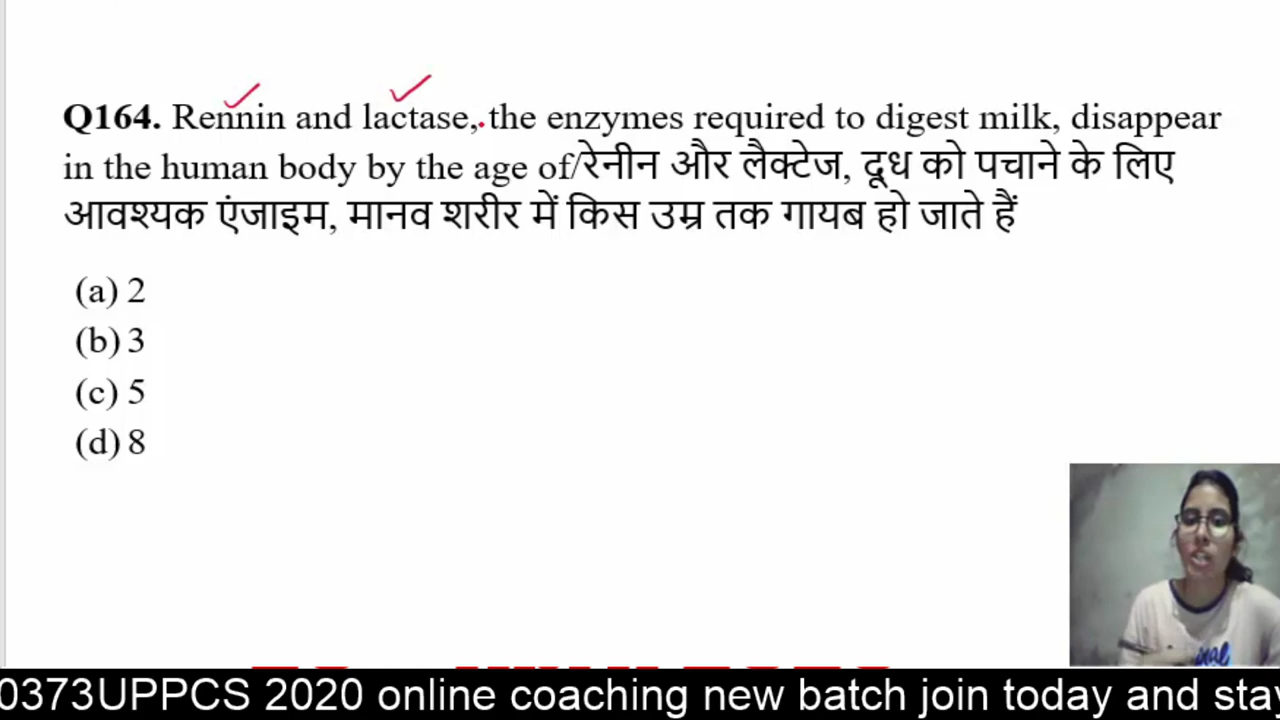 Q164. Rennin and lactase, the enzymes required to digest milk, disappear
in the human body by the age of/रेनीन और लैक्टेज, दूध को पचाने के लिए
आवश्यक एंजाइम, मानव शरीर में किस उम्र तक गायब हो जाते हैं
(a) 2
(b) 3
(c) 5
(d) 8
0373UPPCS 2020 online coaching new batch join today and stay